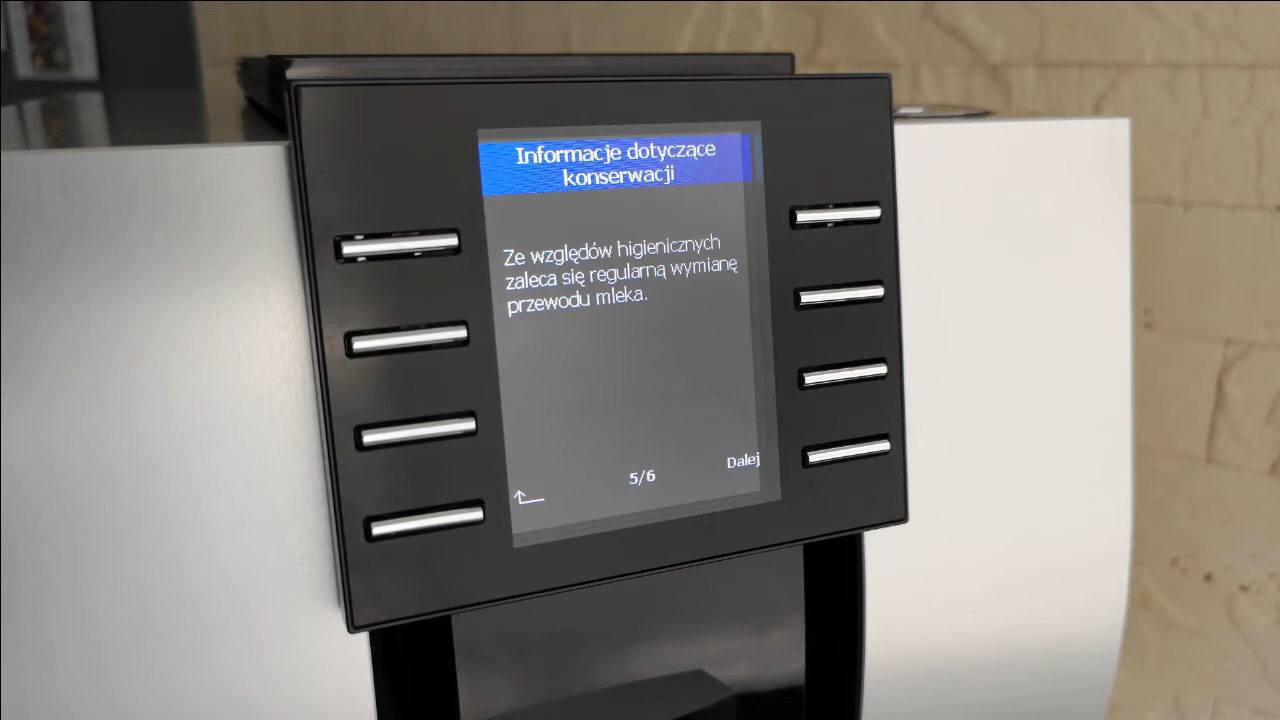 Informacje dotyczące
konserwacji
Ze względów higienicznych
zaleca się regularną wymianę
przewodu mleka.
5/6
Dalej